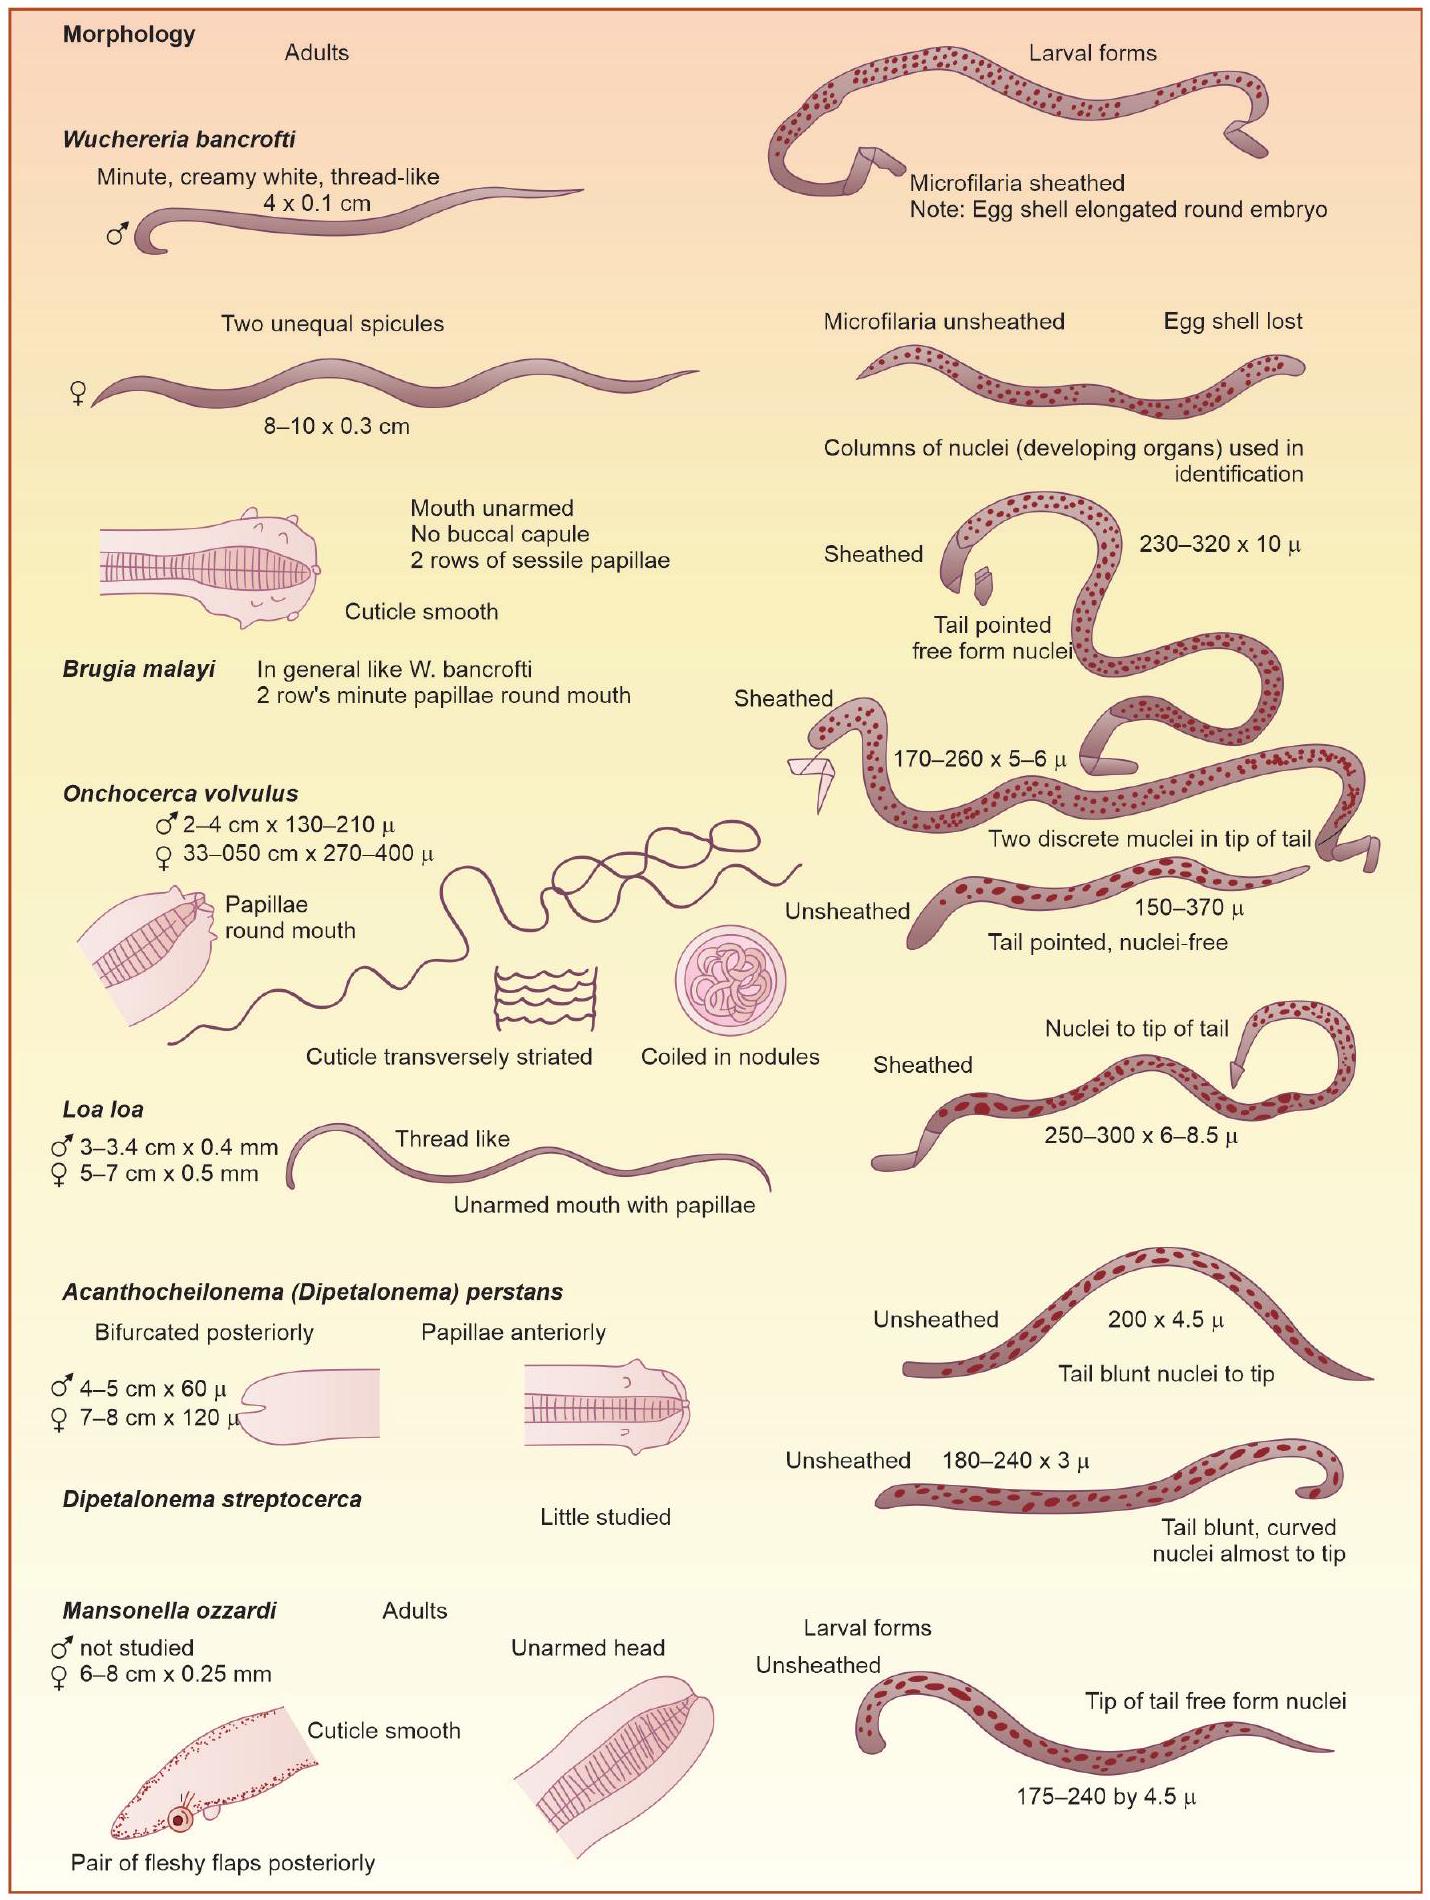 Morphology
Adults
Larval forms
Wuchereria bancrofti
Minute, creamy white, thread-like
4 x 0.1 cm
♂
Microfilaria sheathed
Note: Egg shell elongated round embryo
Two unequal spicules
♀
8–10 x 0.3 cm
Microfilaria unsheathed
Egg shell lost
Columns of nuclei (developing organs) used in
identification
Mouth unarmed
No buccal capule
2 rows of sessile papillae
Cuticle smooth
Sheathed
230–320 x 10 µ
Tail pointed
free form nuclei
Brugia malayi
In general like W. bancrofti
2 row's minute papillae round mouth
Sheathed
170–260 x 5–6 µ
Two discrete muclei in tip of tail
Onchocerca volvulus
♂ 2–4 cm x 130–210 µ
♀ 33–050 cm x 270–400 µ
Papillae
round mouth
Cuticle transversely striated
Coiled in nodules
Unsheathed
150–370 µ
Tail pointed, nuclei-free
Nuclei to tip of tail
Sheathed
250–300 x 6–8.5 µ
Loa loa
♂ 3–3.4 cm x 0.4 mm
♀ 5–7 cm x 0.5 mm
Thread like
Unarmed mouth with papillae
Acanthocheilonema (Dipetalonema) perstans
Bifurcated posteriorly
Papillae anteriorly
♂ 4–5 cm x 60 µ
♀ 7–8 cm x 120 µ
Unsheathed
200 x 4.5 µ
Tail blunt nuclei to tip
Dipetalonema streptocerca
Little studied
Unsheathed
180–240 x 3 µ
Tail blunt, curved
nuclei almost to tip
Mansonella ozzardi
Adults
♂ not studied
♀ 6–8 cm x 0.25 mm
Unarmed head
Cuticle smooth
Pair of fleshy flaps posteriorly
Larval forms
Unsheathed
Tip of tail free form nuclei
175–240 by 4.5 µ